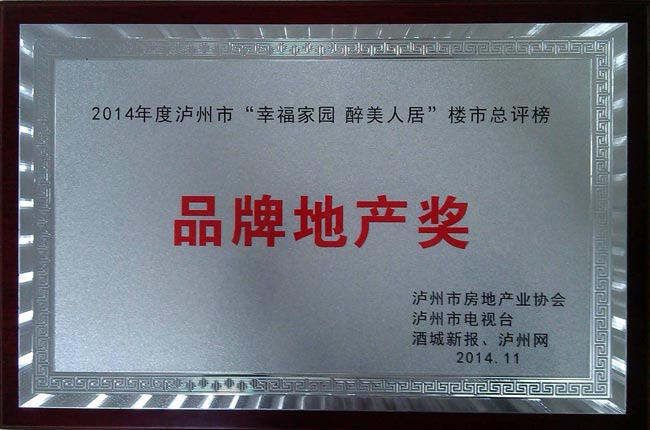 2014年度泸州市“幸福家园 醉美人居”楼市总评榜
品牌地产奖
泸州市房地产业协会
泸州市电视台
酒城新报、泸州网
2014.11